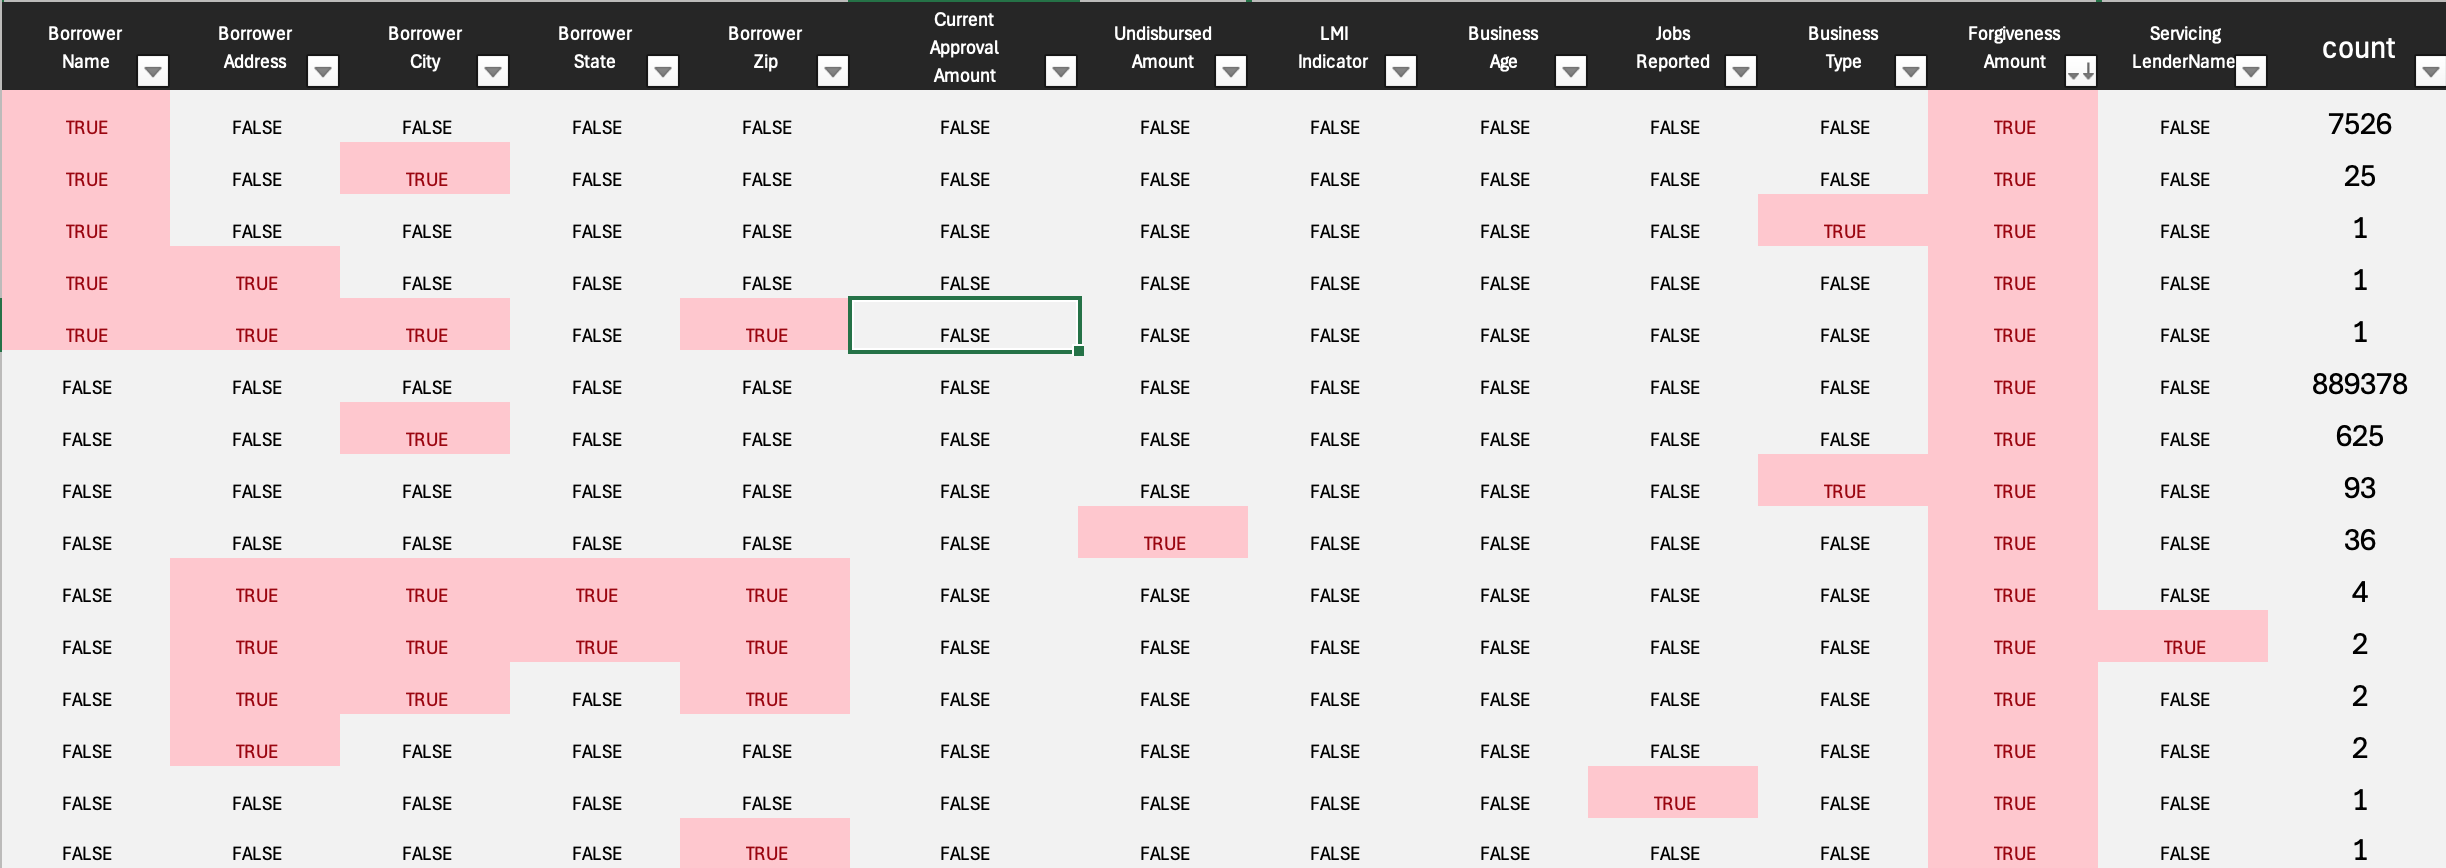 Borrower Name Borrower Address Borrower City Borrower State Borrower Zip Current Approval Amount Undisbursed Amount LMI Indicator Business Age Jobs Reported Business Type Forgiveness Amount Servicing LenderName count
TRUE FALSE FALSE FALSE FALSE FALSE FALSE FALSE FALSE FALSE FALSE TRUE FALSE 7526
TRUE FALSE TRUE FALSE FALSE FALSE FALSE FALSE FALSE FALSE FALSE TRUE FALSE 25
TRUE FALSE FALSE FALSE FALSE FALSE FALSE FALSE FALSE FALSE TRUE TRUE FALSE 1
TRUE TRUE FALSE FALSE FALSE FALSE FALSE FALSE FALSE FALSE FALSE TRUE FALSE 1
TRUE TRUE TRUE FALSE TRUE FALSE FALSE FALSE FALSE FALSE FALSE TRUE FALSE 1
FALSE FALSE FALSE FALSE FALSE FALSE FALSE FALSE FALSE FALSE FALSE TRUE FALSE 889378
FALSE FALSE TRUE FALSE FALSE FALSE FALSE FALSE FALSE FALSE FALSE TRUE FALSE 625
FALSE FALSE FALSE FALSE FALSE FALSE FALSE FALSE FALSE FALSE TRUE TRUE FALSE 93
FALSE FALSE FALSE FALSE FALSE FALSE TRUE FALSE FALSE FALSE FALSE TRUE FALSE 36
FALSE TRUE TRUE TRUE TRUE FALSE FALSE FALSE FALSE FALSE FALSE TRUE FALSE 4
FALSE TRUE TRUE TRUE TRUE FALSE FALSE FALSE FALSE FALSE FALSE TRUE TRUE 2
FALSE TRUE TRUE FALSE TRUE FALSE FALSE FALSE FALSE FALSE FALSE TRUE FALSE 2
FALSE TRUE FALSE FALSE FALSE FALSE FALSE FALSE FALSE FALSE FALSE TRUE FALSE 2
FALSE FALSE FALSE FALSE FALSE FALSE FALSE FALSE FALSE TRUE FALSE TRUE FALSE 1
FALSE FALSE FALSE FALSE TRUE FALSE FALSE FALSE FALSE FALSE FALSE TRUE FALSE 1